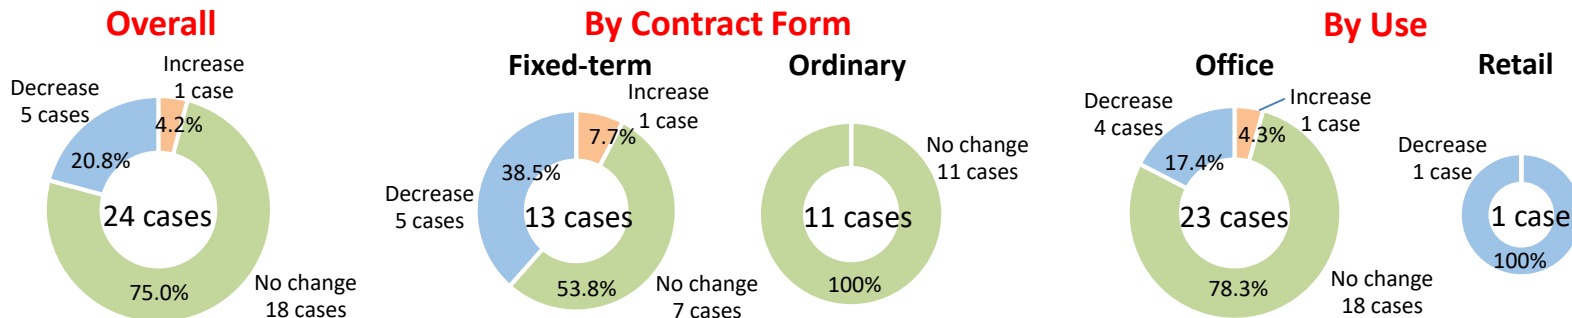 Overall
Increase
1 case
Decrease
5 cases
4.2%
20.8%
24 cases
75.0%
No change
18 cases
By Contract Form
Fixed-term
Increase
1 case
7.7%
38.5%
Decrease
5 cases
13 cases
53.8%
No change
7 cases
Ordinary
No change
11 cases
11 cases
100%
By Use
Office
Increase
1 case
Decrease
4 cases
4.3%
17.4%
23 cases
78.3%
No change
18 cases
Retail
Decrease
1 case
1 case
100%